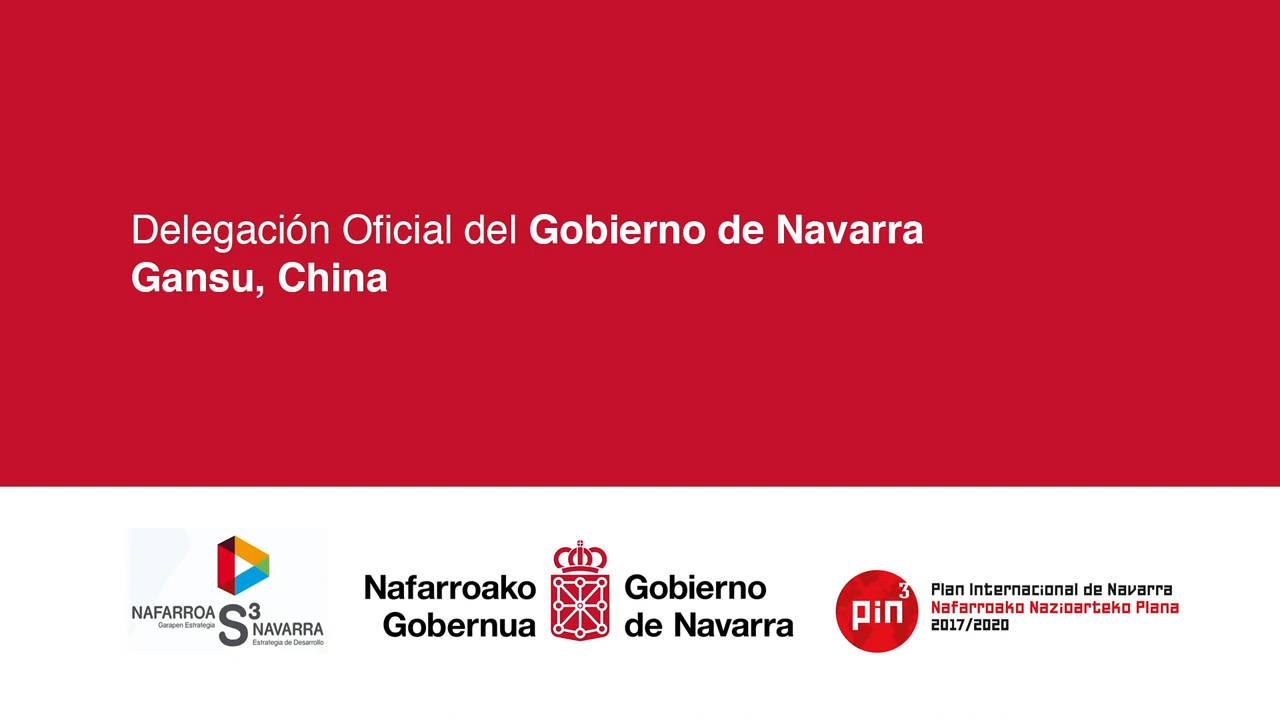 Delegación Oficial del Gobierno de Navarra
Gansu, China
NAFARROA S3 NAVARRA
Garapen Estrategia
Estrategia de Desarrollo
Nafarroako
Gobernua
Gobierno
de Navarra
pin3
Plan Internacional de Navarra
Nafarroako Nazioarteko Plana
2017/2020